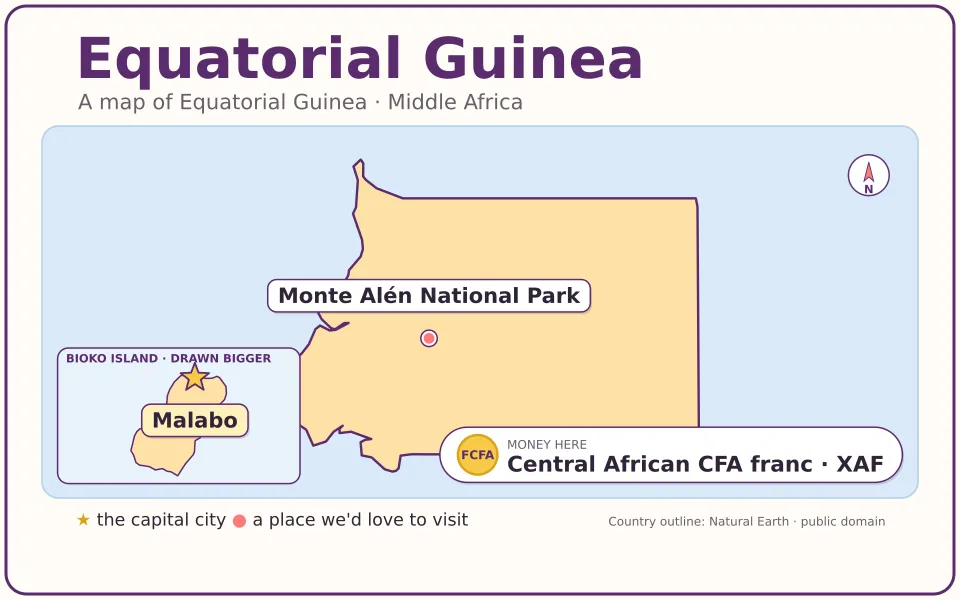 Equatorial Guinea
A map of Equatorial Guinea · Middle Africa
N
Monte Alén National Park
BIOKO ISLAND · DRAWN BIGGER
Malabo
FCFA
MONEY HERE
Central African CFA franc · XAF
★ the capital city ● a place we'd love to visit
Country outline: Natural Earth · public domain